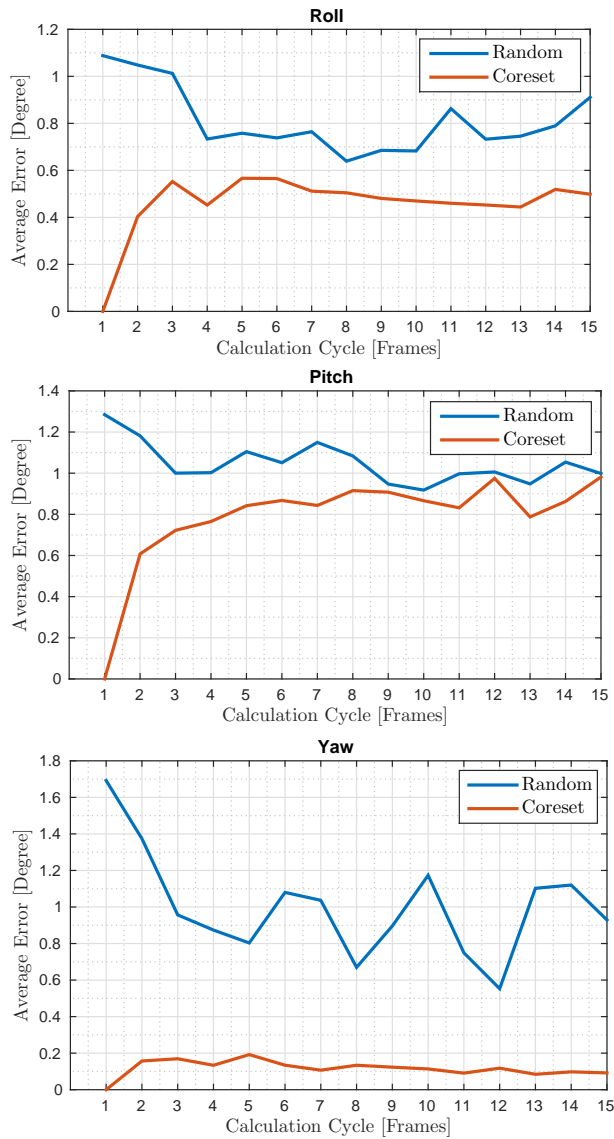 Roll
1.2
1
0.8
0.6
0.4
0.2
0
Average Error [Degree]
Random
Coreset
1 2 3 4 5 6 7 8 9 10 11 12 13 14 15
Calculation Cycle [Frames]
Pitch
1.4
1.2
1
0.8
0.6
0.4
0.2
0
Average Error [Degree]
Random
Coreset
1 2 3 4 5 6 7 8 9 10 11 12 13 14 15
Calculation Cycle [Frames]
Yaw
1.8
1.6
1.4
1.2
1
0.8
0.6
0.4
0.2
0
Average Error [Degree]
Random
Coreset
1 2 3 4 5 6 7 8 9 10 11 12 13 14 15
Calculation Cycle [Frames]